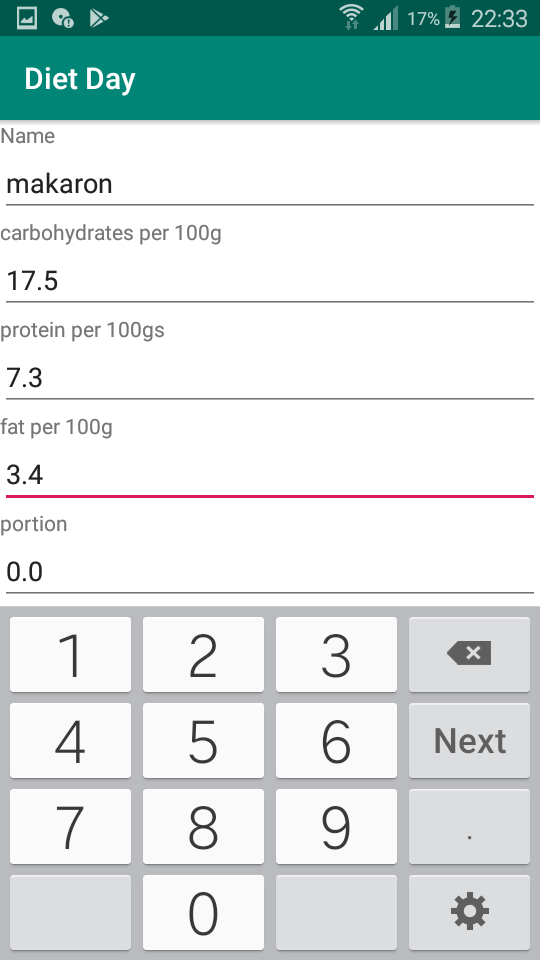 17% 22:33
Diet Day
Name
makaron
carbohydrates per 100g
17.5
protein per 100gs
7.3
fat per 100g
3.4
portion
0.0
1 2 3
4 5 6 Next
7 8 9 .
0